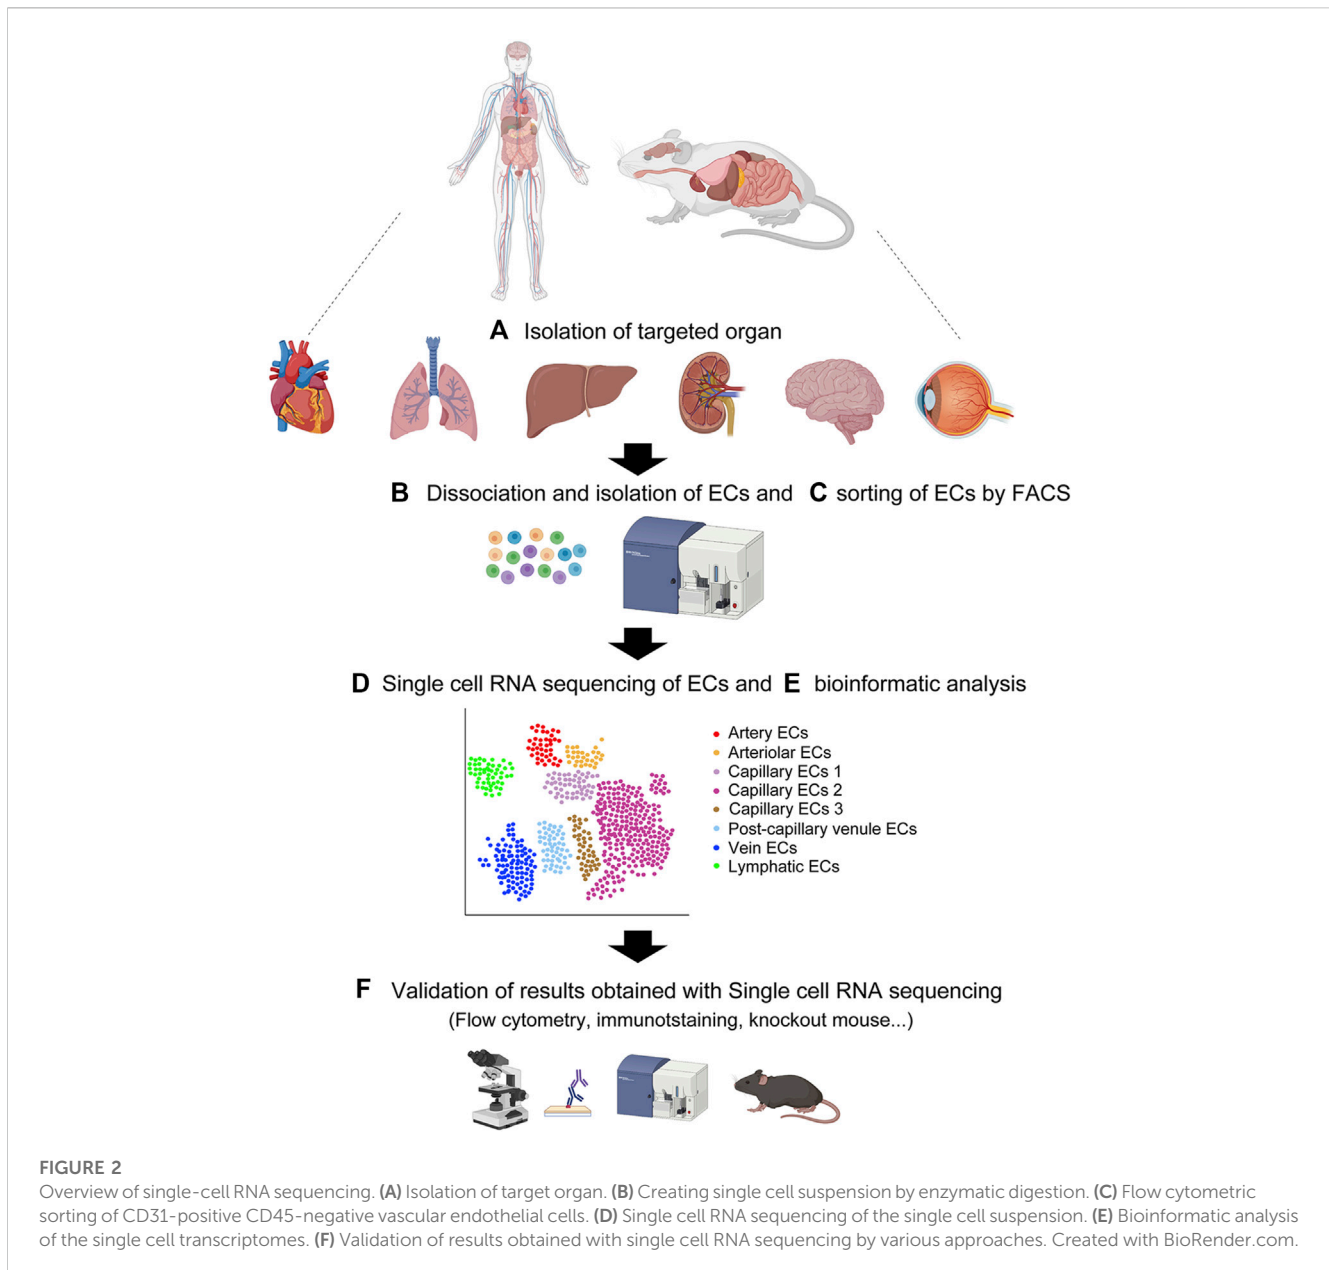 A Isolation of targeted organ
B Dissociation and isolation of ECs and C sorting of ECs by FACS
D Single cell RNA sequencing of ECs and E bioinformatic analysis
Artery ECs
Arteriolar ECs
Capillary ECs 1
Capillary ECs 2
Capillary ECs 3
Post-capillary venule ECs
Vein ECs
Lymphatic ECs
F Validation of results obtained with Single cell RNA sequencing
(Flow cytometry, immunotstaining, knockout mouse...)
FIGURE 2
Overview of single-cell RNA sequencing. (A) Isolation of target organ. (B) Creating single cell suspension by enzymatic digestion. (C) Flow cytometric
sorting of CD31-positive CD45-negative vascular endothelial cells. (D) Single cell RNA sequencing of the single cell suspension. (E) Bioinformatic analysis
of the single cell transcriptomes. (F) Validation of results obtained with single cell RNA sequencing by various approaches. Created with BioRender.com.